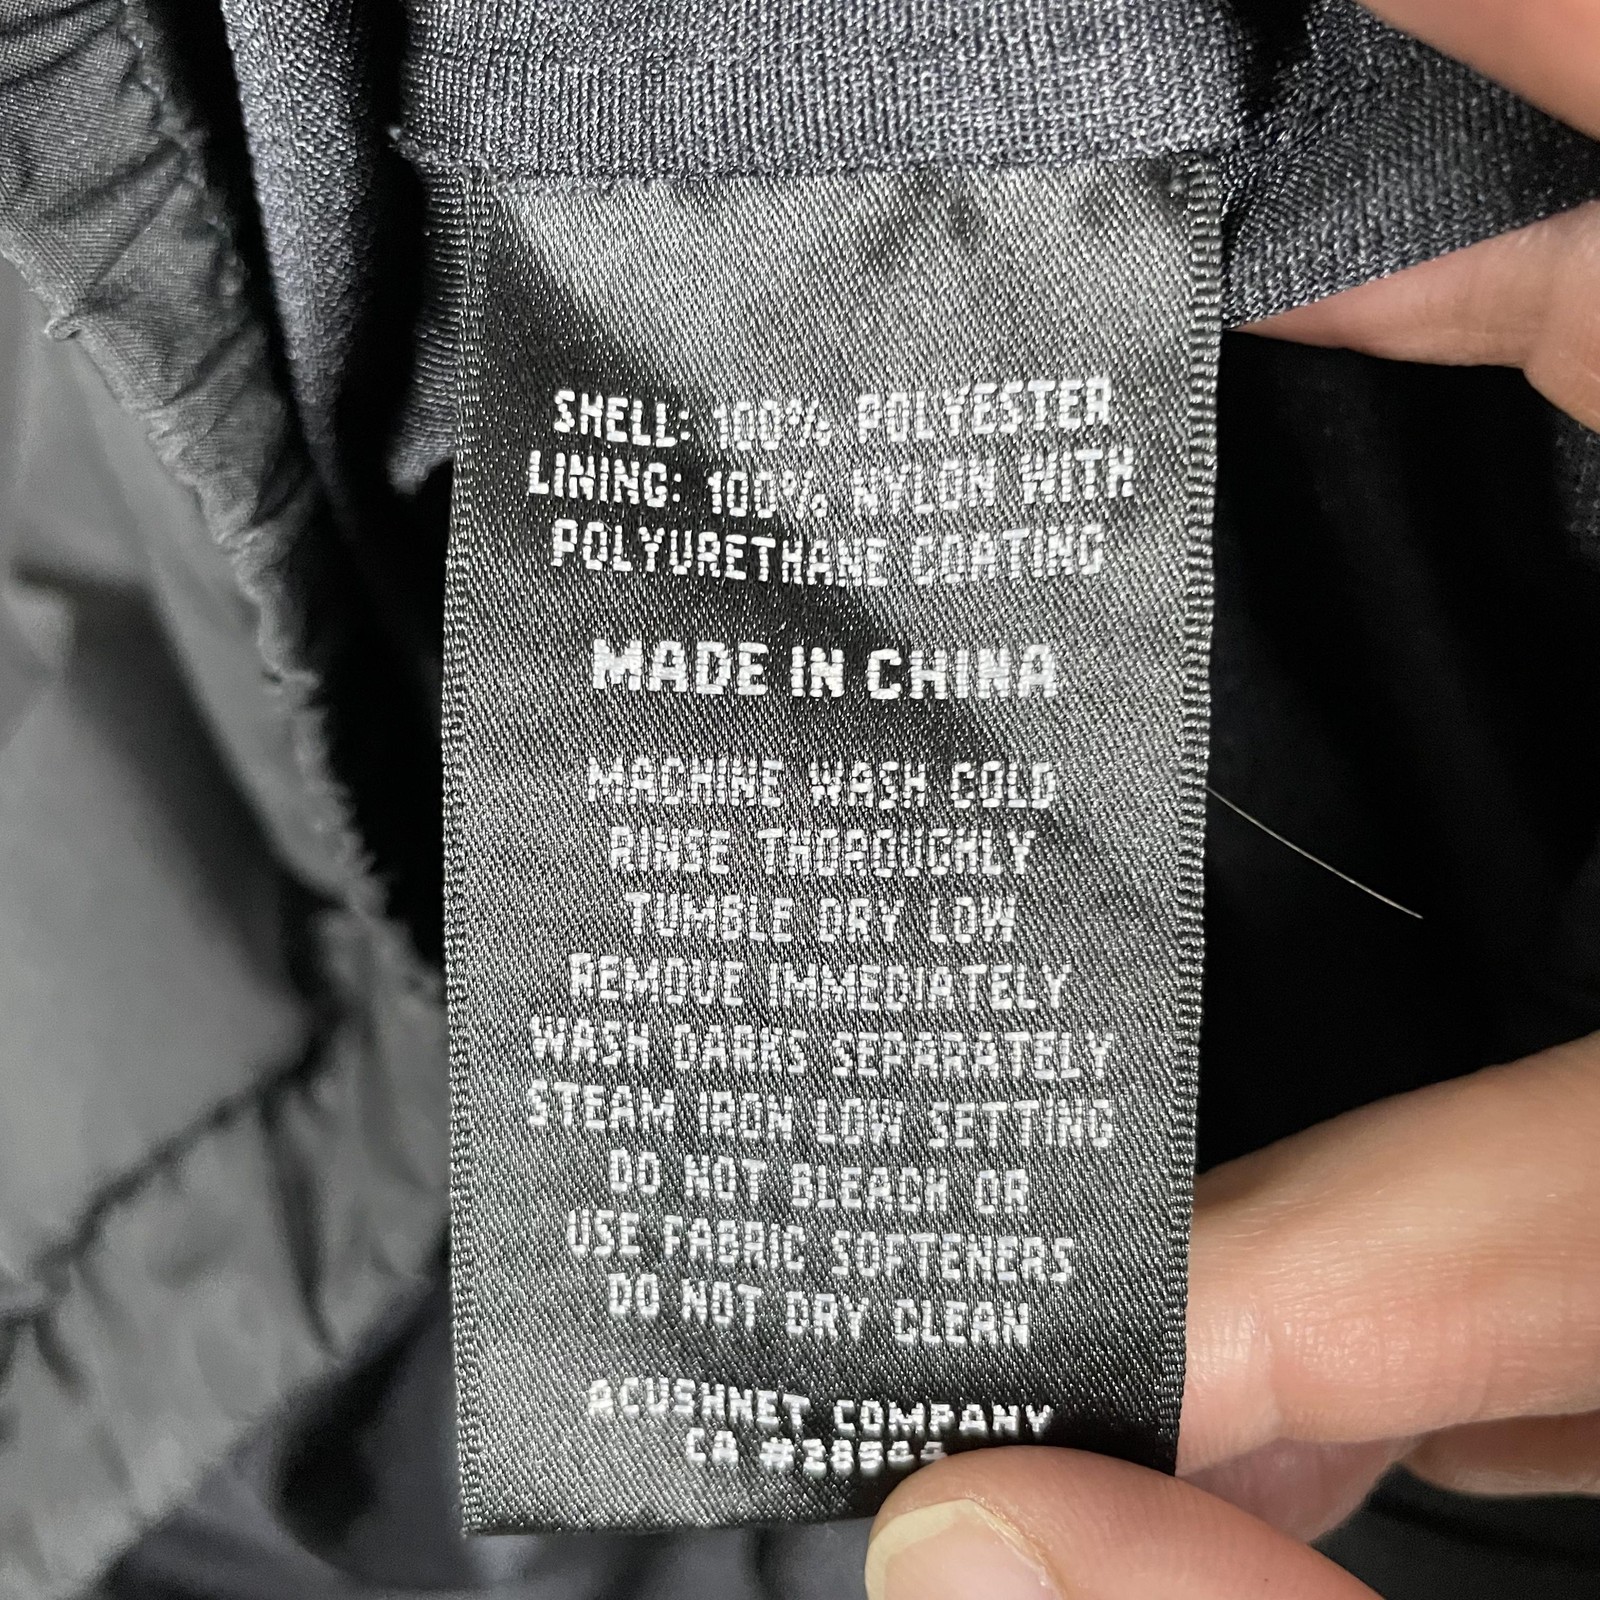 SHELL: 100% POLYESTER
LINING: 100% NYLON WITH
POLYURETHANE COATING
MADE IN CHINA
MACHINE WASH COLD
RINSE THOROUGHLY
TUMBLE DRY LOW
REMOVE IMMEDIATELY
WASH DARKS SEPARATELY
STEAM IRON LOW SETTING
DO NOT BLEACH OR
USE FABRIC SOFTENERS
DO NOT DRY CLEAN
ACUSHNET COMPANY
CA